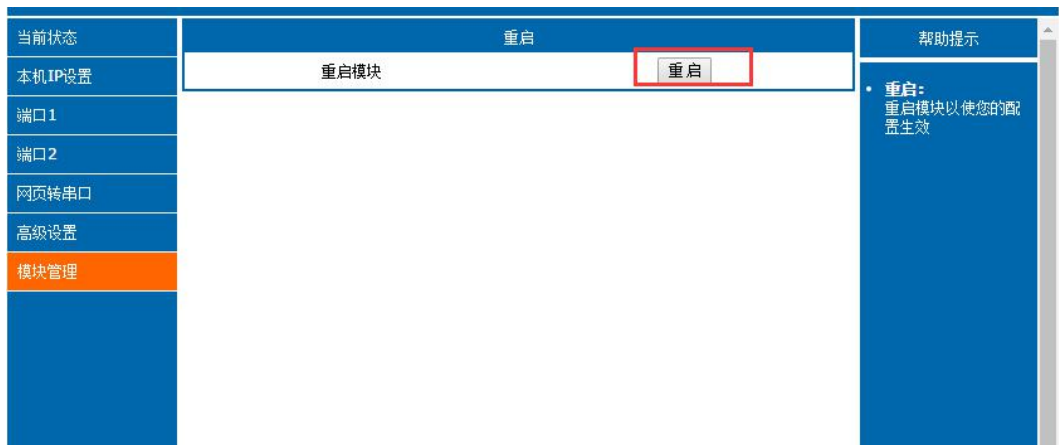 当前状态
本机IP设置
端口1
端口2
网页转串口
高级设置
模块管理
重启
重启模块
重启
帮助提示
• 重启:
重启模块以使您的配
置生效